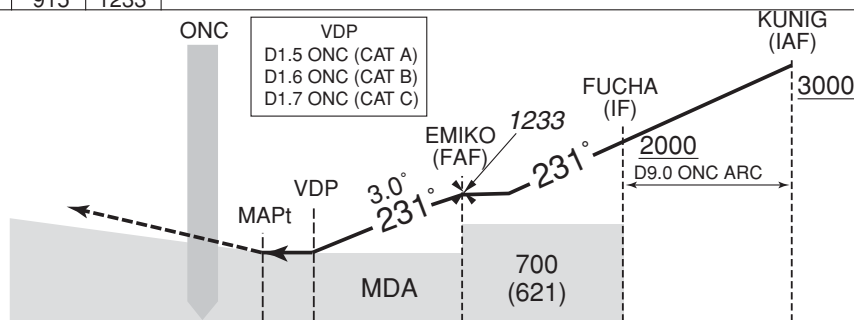 915 1233
ONC
VDP
D1.5 ONC (CAT A)
D1.6 ONC (CAT B)
D1.7 ONC (CAT C)
KUNIG
(IAF)
3000
FUCHA
(IF)
2000
D9.0 ONC ARC
1233
EMIKO
(FAF)
231°
3.0°
231°
VDP
MAPt
MDA
700
(621)